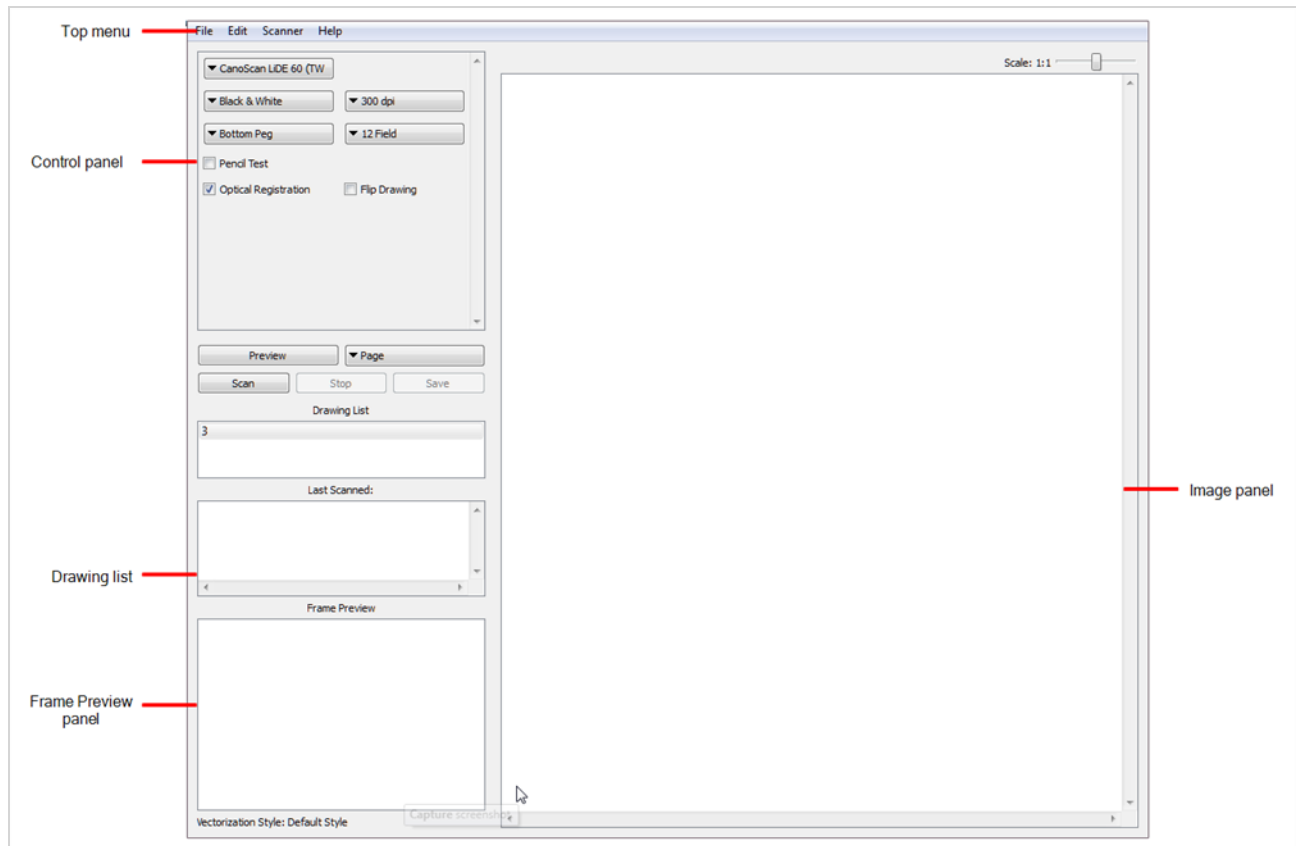 Top menu
File Edit Scanner Help
Scale: 1:1
CanoScan LiDE 60 (TW
Black & White 300 dpi
Bottom Peg 12 Field
Control panel
Pencil Test
Optical Registration Flip Drawing
Preview Page
Scan Stop Save
Drawing List
3
Last Scanned:
Image panel
Drawing list
Frame Preview
Frame Preview
panel
Capture screenshot
Vectorization Style: Default Style